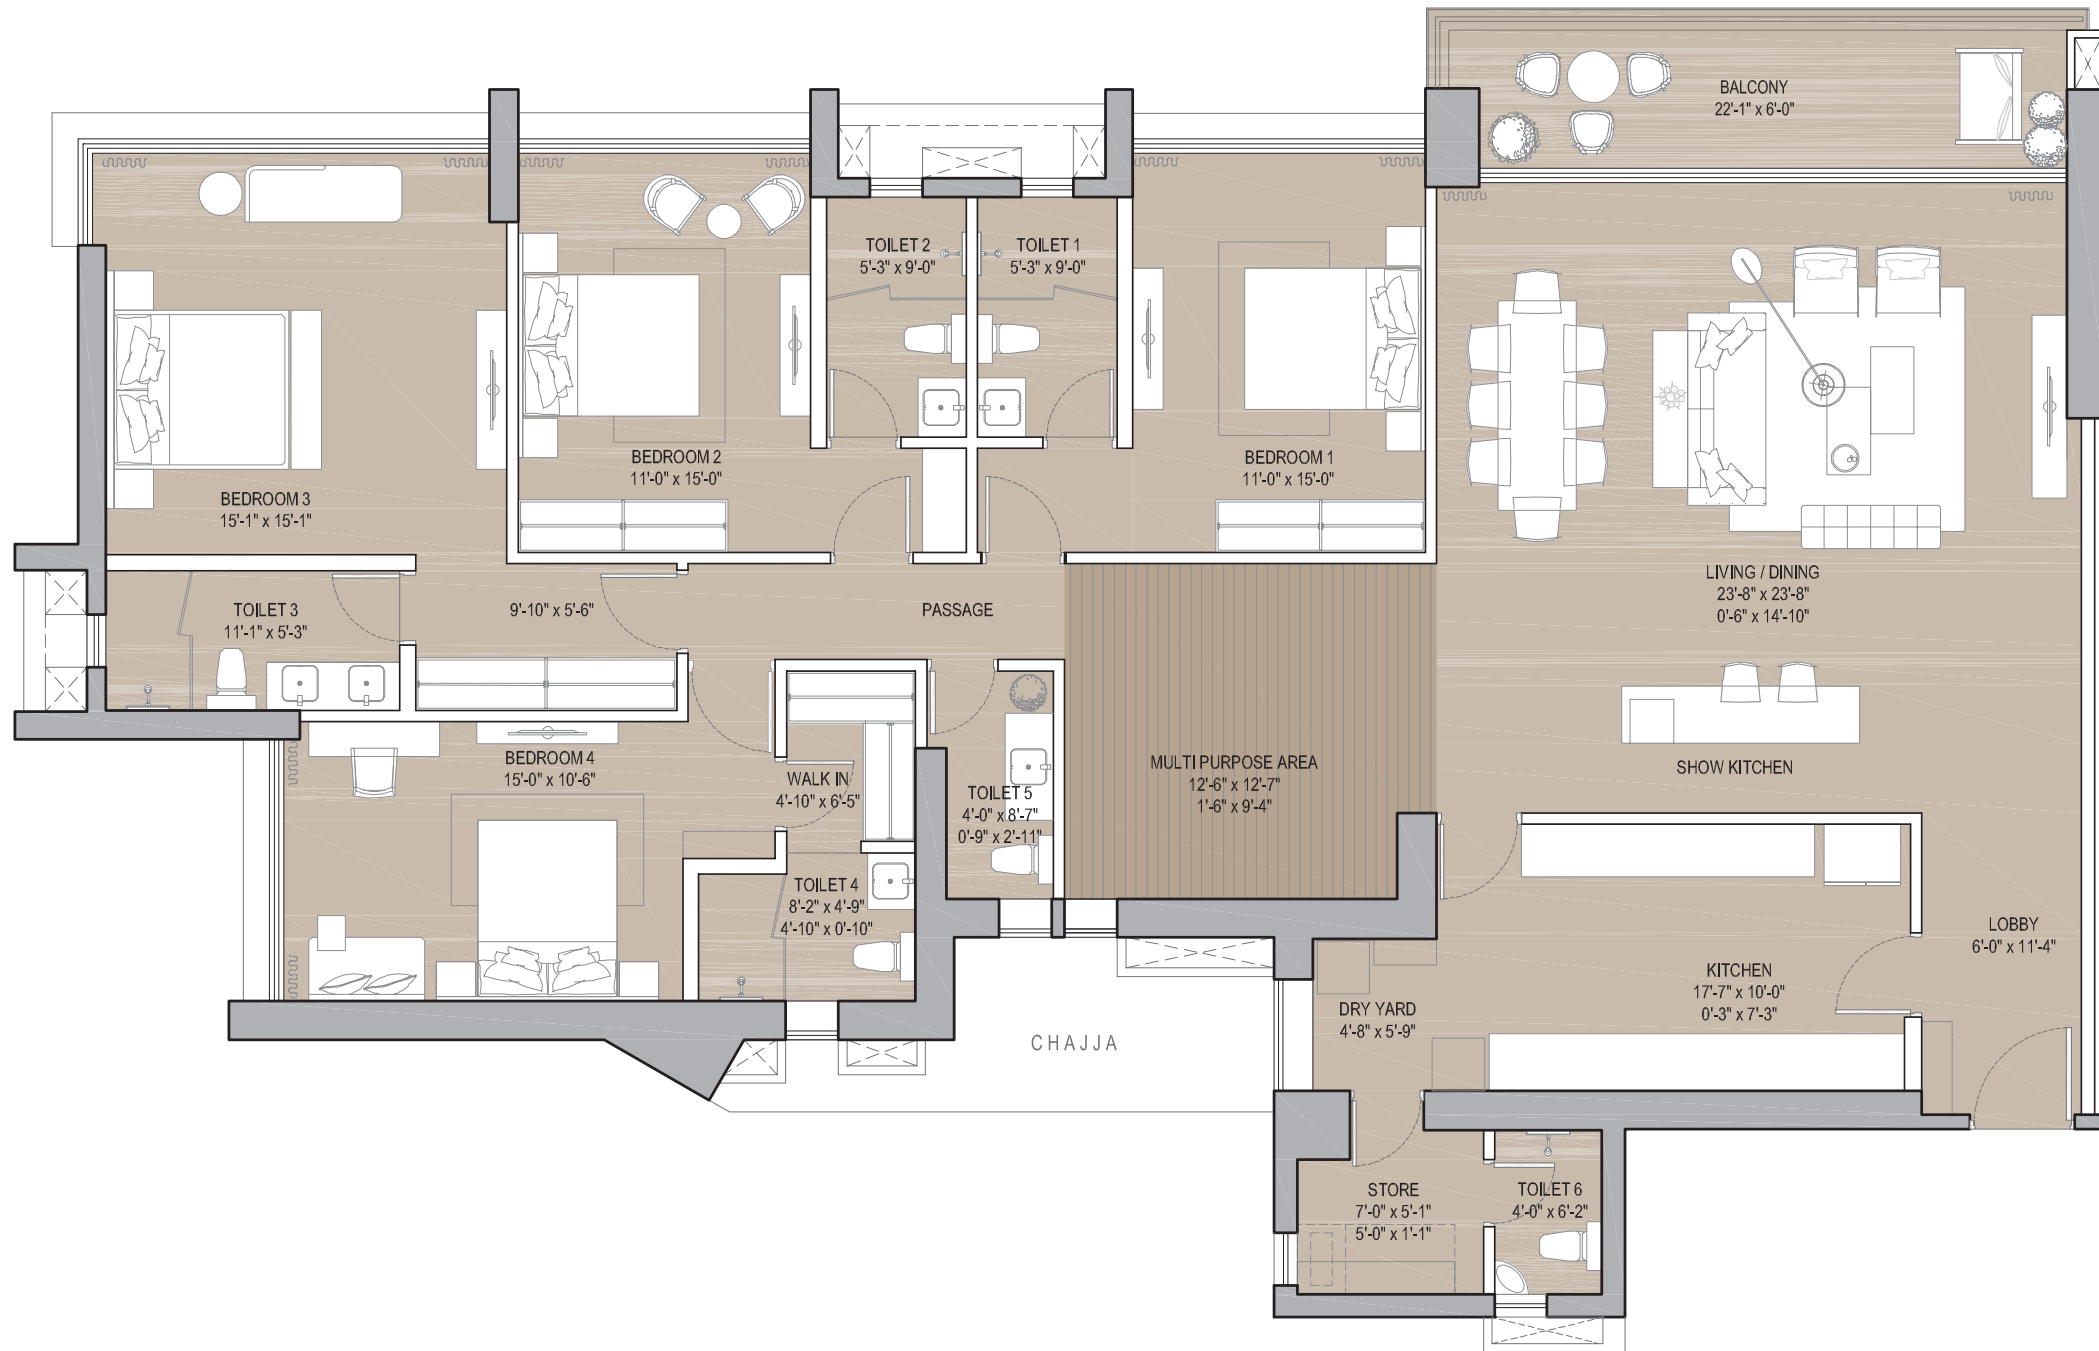 BALCONY
22'-1" x 6'-0"
TOILET 2
5'-3" x 9'-0"
TOILET 1
5'-3" x 9'-0"
BEDROOM 2
11'-0" x 15'-0"
BEDROOM 1
11'-0" x 15'-0"
BEDROOM 3
15'-1" x 15'-1"
LIVING / DINING
23'-8" x 23'-8"
0'-6" x 14'-10"
TOILET 3
11'-1" x 5'-3"
9'-10" x 5'-6"
PASSAGE
BEDROOM 4
15'-0" x 10'-6"
WALK IN
4'-10" x 6'-5"
TOILET 5
4'-0" x 8'-7"
0'-9" x 2'-11"
MULTI PURPOSE AREA
12'-6" x 12'-7"
1'-6" x 9'-4"
SHOW KITCHEN
TOILET 4
8'-2" x 4'-9"
4'-10" x 0'-10"
LOBBY
6'-0" x 11'-4"
KITCHEN
17'-7" x 10'-0"
0'-3" x 7'-3"
DRY YARD
4'-8" x 5'-9"
CHAJJA
STORE
7'-0" x 5'-1"
5'-0" x 1'-1"
TOILET 6
4'-0" x 6'-2"